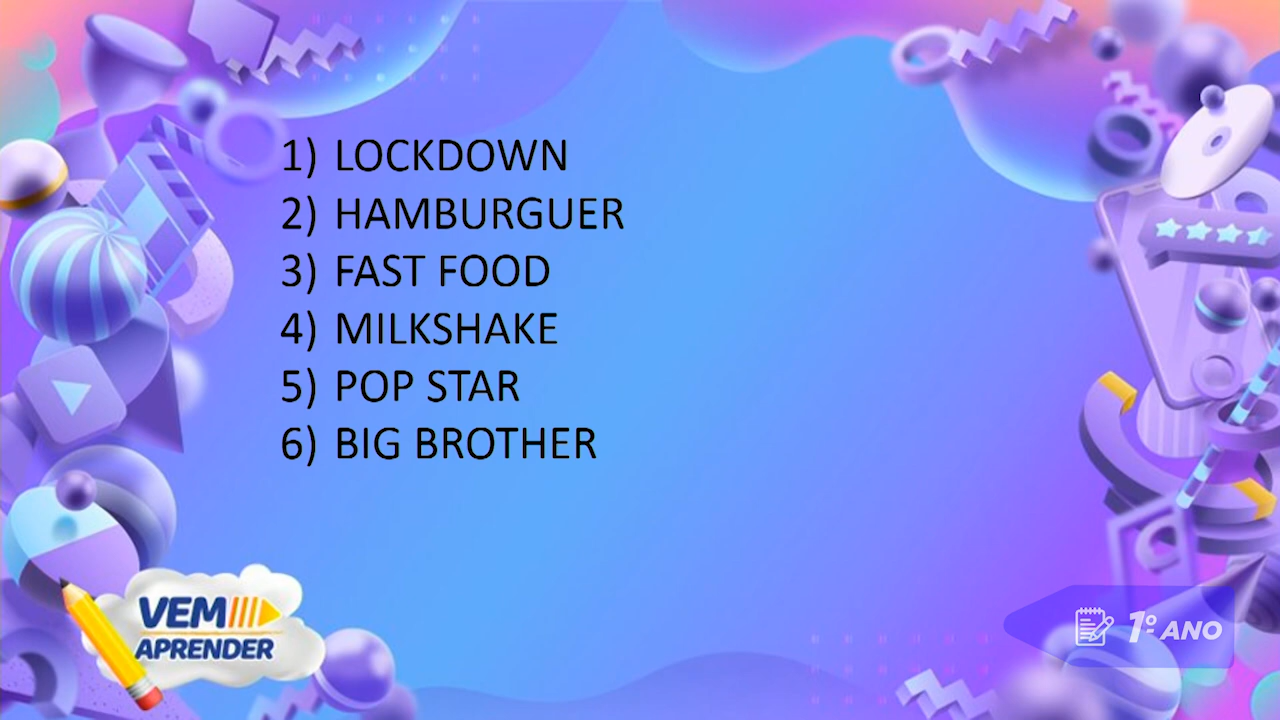 1) LOCKDOWN
2) HAMBURGUER
3) FAST FOOD
4) MILKSHAKE
5) POP STAR
6) BIG BROTHER
VEM
APRENDER
1º ANO